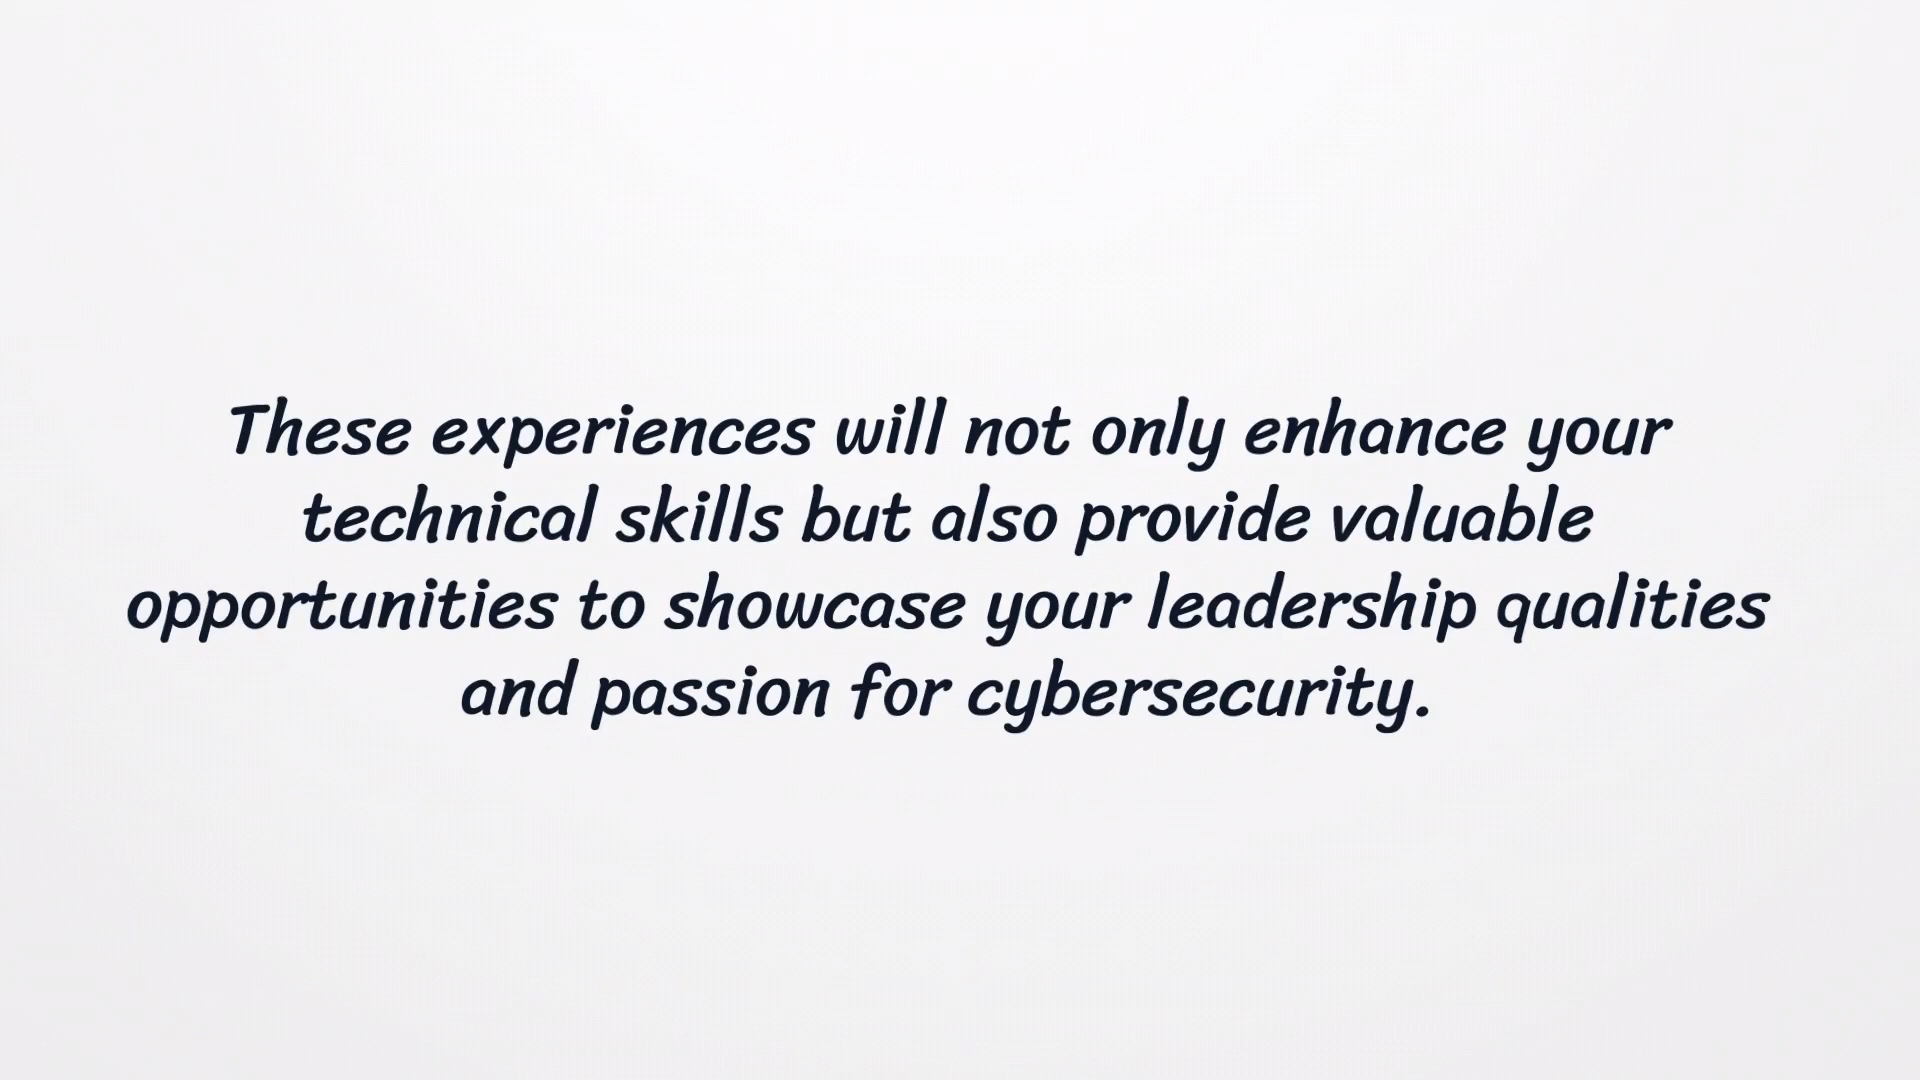 These experiences will not only enhance your
technical skills but also provide valuable
opportunities to showcase your leadership qualities
and passion for cybersecurity.